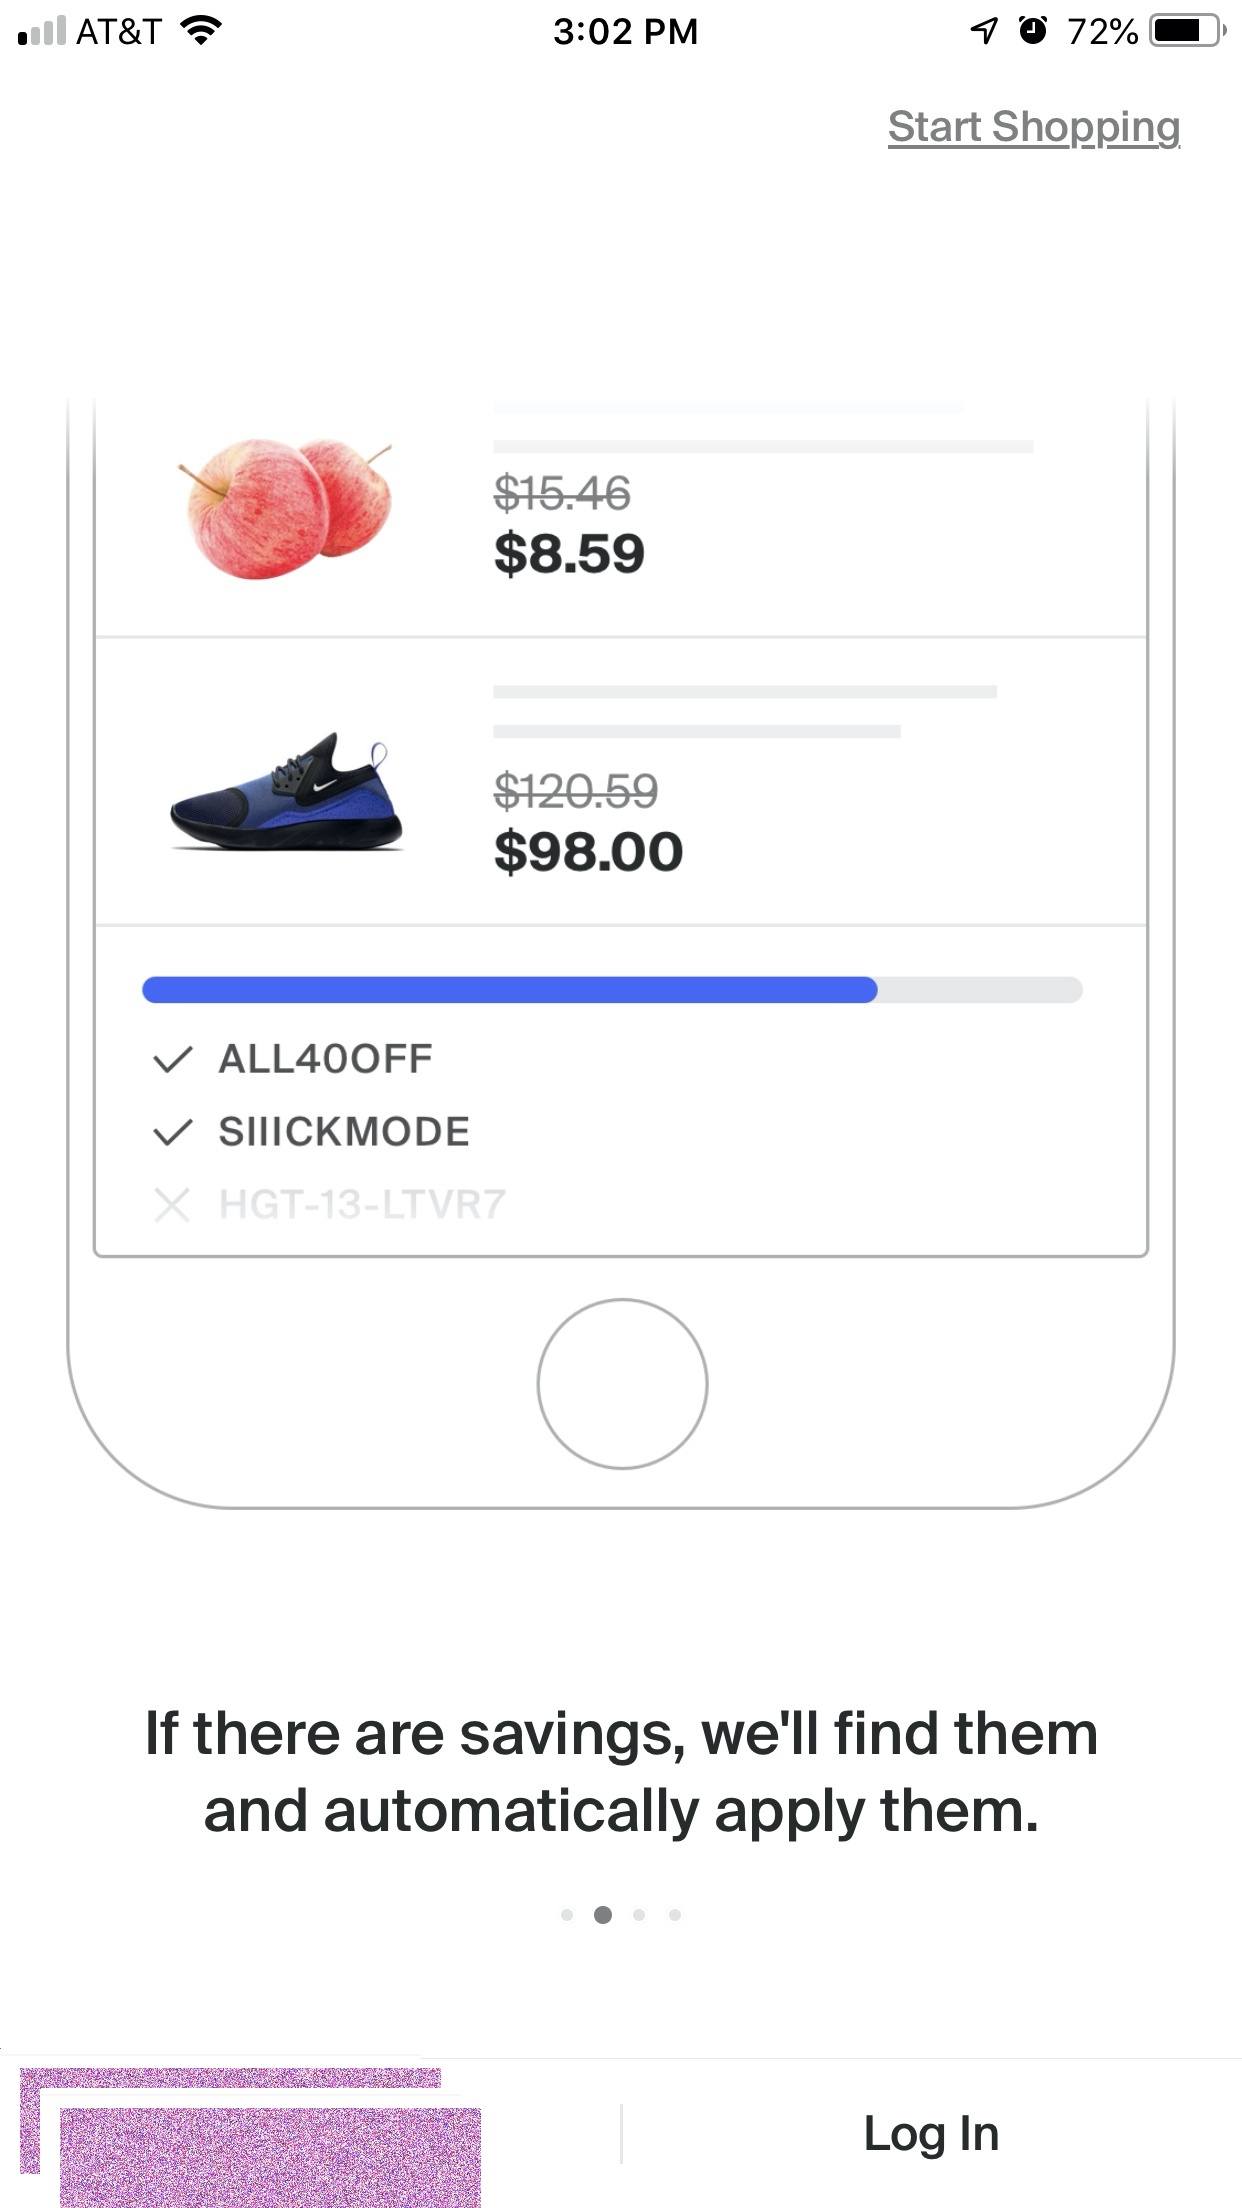 AT&T 3:02 PM 72%
Start Shopping
$15.46
$8.59
$120.59
$98.00
ALL40OFF
SIIICKMODE
HGT-13-LTVR7
If there are savings, we'll find them
and automatically apply them.
Log In